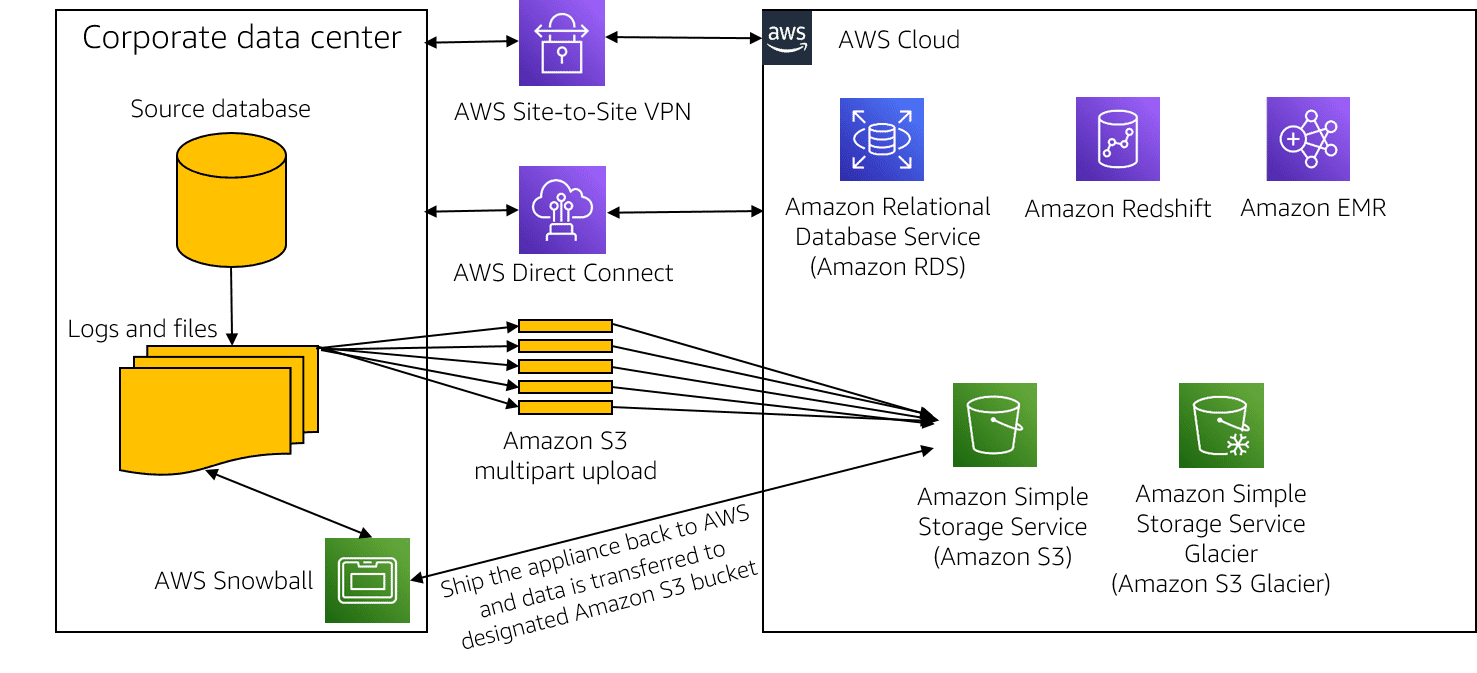 Corporate data center
Source database
Logs and files
AWS Snowball
AWS Site-to-Site VPN
AWS Direct Connect
Amazon S3
multipart upload
Ship the appliance back to AWS
and data is transferred to
designated Amazon S3 bucket
aws
AWS Cloud
Amazon Relational
Database Service
(Amazon RDS)
Amazon Redshift
Amazon EMR
Amazon Simple
Storage Service
(Amazon S3)
Amazon Simple
Storage Service
Glacier
(Amazon S3 Glacier)